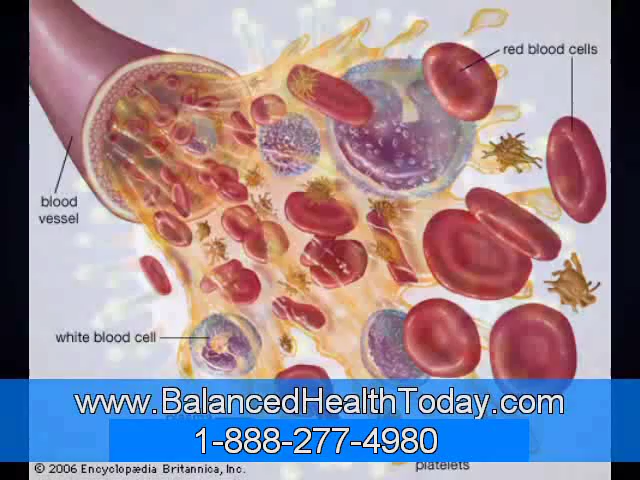 red blood cells
blood
vessel
white blood cell
www.BalancedHealthToday.com
1-888-277-4980
platelets
© 2006 Encyclopædia Britannica, Inc.